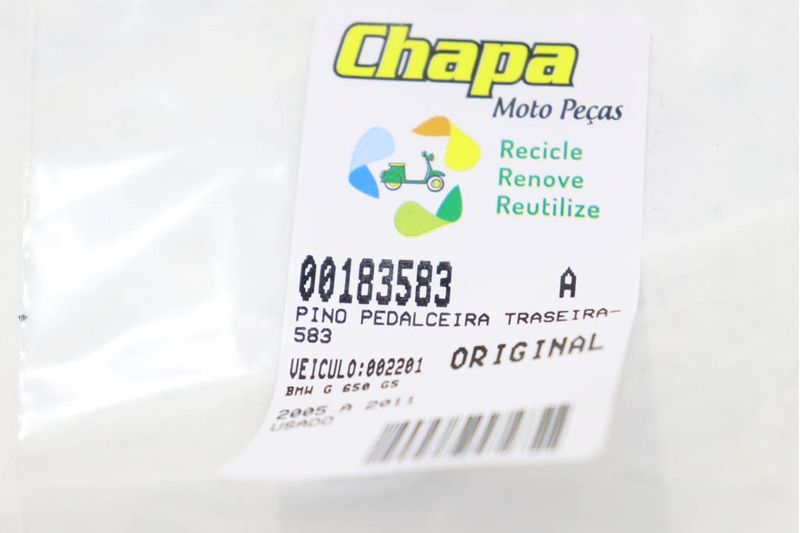 Chapa
Moto Peças
Recicle
Renove
Reutilize
00183583 A
PINO PEDALCEIRA TRASEIRA-
583
VEICULO:002201 ORIGINAL
BMW G 650 GS
2005 A 2011
USADO